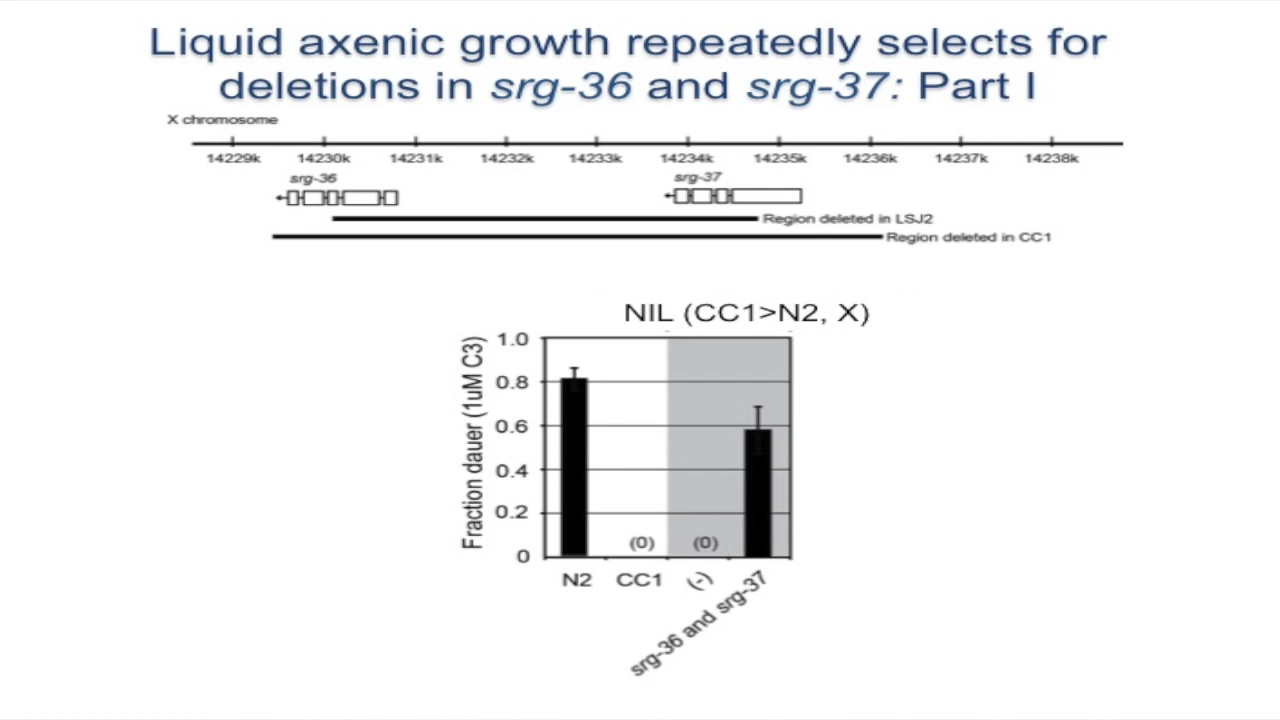 Liquid axenic growth repeatedly selects for
deletions in srg-36 and srg-37: Part I
X chromosome
14229k 14230k 14231k 14232k 14233k 14234k 14235k 14236k 14237k 14238k
srg-36 srg-37
Region deleted in LSJ2
Region deleted in CC1
NIL (CC1>N2, X)
Fraction dauer (1uM C3)
1.0
0.8
0.6
0.4
0.2
0
(0) (0)
N2 CC1 (-) srg-36 and srg-37